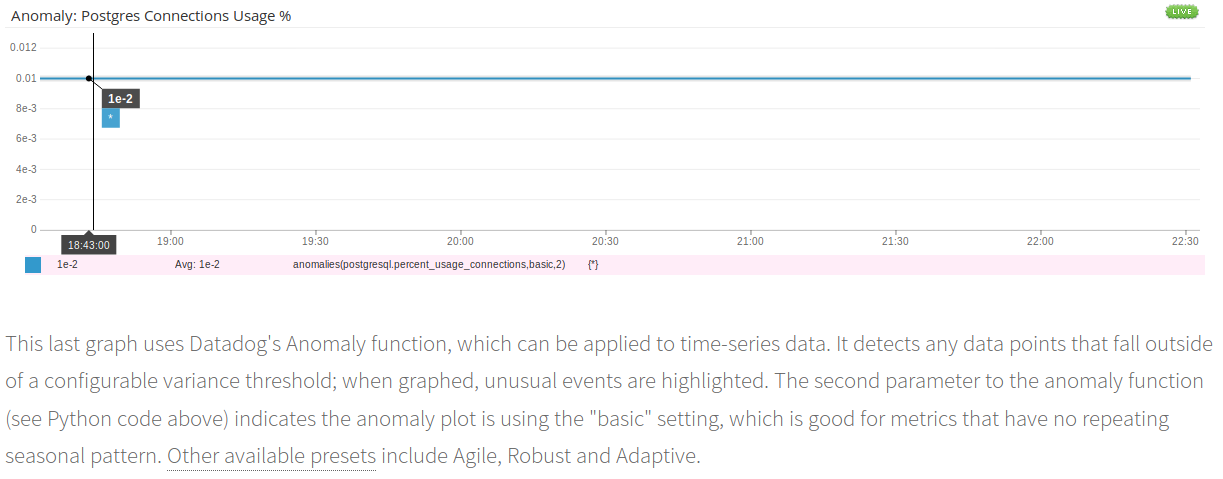 Anomaly: Postgres Connections Usage %
LIVE
0.012
0.01
8e-3
6e-3
4e-3
2e-3
0
1e-2
*
18:43:00
19:00
19:30
20:00
20:30
21:00
21:30
22:00
22:30
1e-2 Avg: 1e-2 anomalies(postgresql.percent_usage_connections,basic,2) {*}
This last graph uses Datadog's Anomaly function, which can be applied to time-series data. It detects any data points that fall outside
of a configurable variance threshold; when graphed, unusual events are highlighted. The second parameter to the anomaly function
(see Python code above) indicates the anomaly plot is using the "basic" setting, which is good for metrics that have no repeating
seasonal pattern. Other available presets include Agile, Robust and Adaptive.